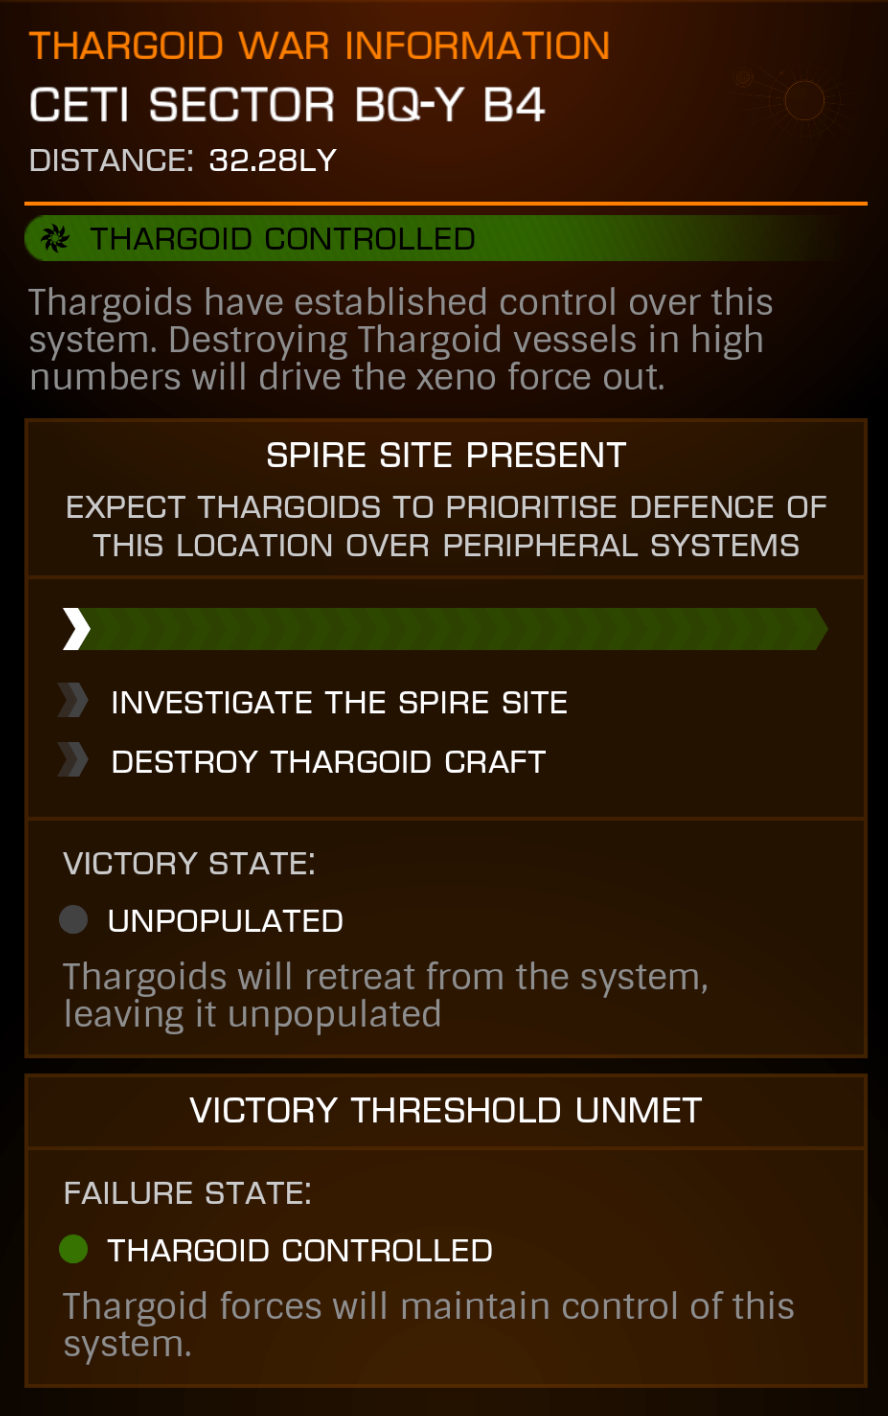 THARGOID WAR INFORMATION
CETI SECTOR BQ-Y B4
DISTANCE: 32.28LY
THARGOID CONTROLLED
Thargoids have established control over this
system. Destroying Thargoid vessels in high
numbers will drive the xeno force out.
SPIRE SITE PRESENT
EXPECT THARGOIDS TO PRIORITISE DEFENCE OF
THIS LOCATION OVER PERIPHERAL SYSTEMS
INVESTIGATE THE SPIRE SITE
DESTROY THARGOID CRAFT
VICTORY STATE:
UNPOPULATED
Thargoids will retreat from the system,
leaving it unpopulated
VICTORY THRESHOLD UNMET
FAILURE STATE:
THARGOID CONTROLLED
Thargoid forces will maintain control of this
system.